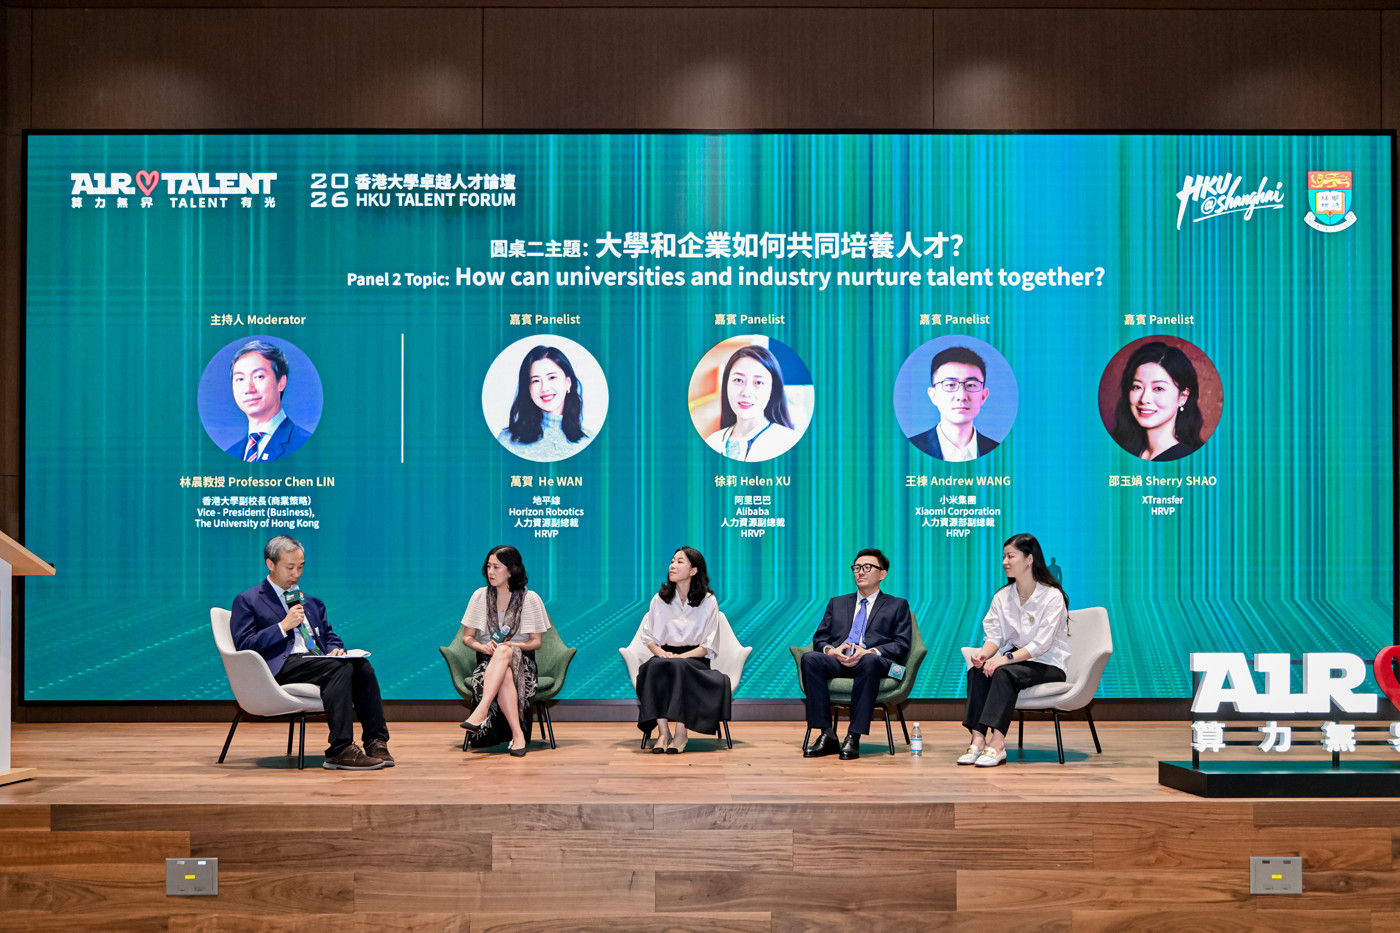 AIR TALENT
算力無界 TALENT 有光
2026
香港大學卓越人才論壇
HKU TALENT FORUM
HKU @Shanghai
圓桌二主題：大學和企業如何共同培養人才？
Panel 2 Topic: How can universities and industry nurture talent together?
主持人 Moderator
林晨教授 Professor Chen LIN
香港大學副校長（商業策略）
Vice - President (Business),
The University of Hong Kong
嘉賓 Panelist
萬賀 He WAN
地平線
Horizon Robotics
人力資源副總裁
HRVP
嘉賓 Panelist
徐莉 Helen XU
阿里巴巴
Alibaba
人力資源副總裁
HRVP
嘉賓 Panelist
王棟 Andrew WANG
小米集團
Xiaomi Corporation
人力資源部副總裁
HRVP
嘉賓 Panelist
邵玉娟 Sherry SHAO
XTransfer
HRVP
AIR
算力無界